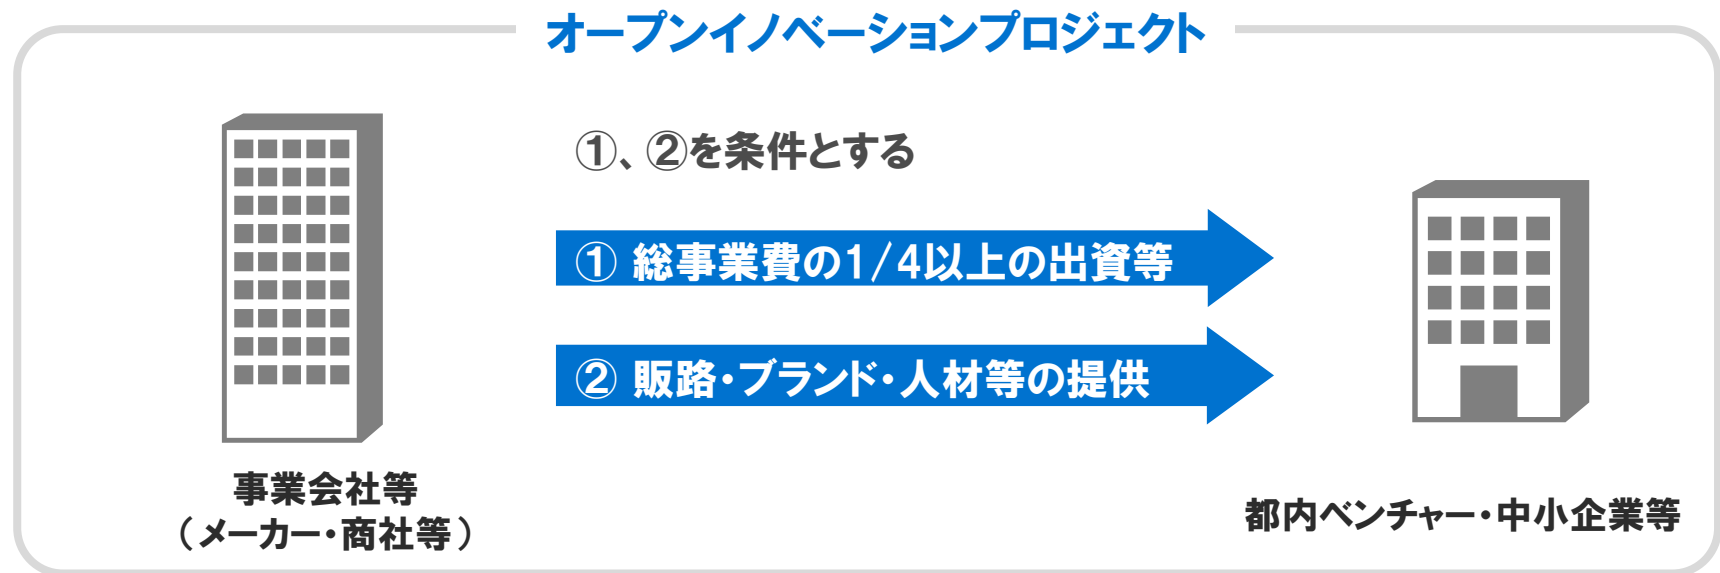 オープンイノベーションプロジェクト
①、②を条件とする
① 総事業費の1/4以上の出資等
② 販路・ブランド・人材等の提供
事業会社等
（メーカー・商社等）
都内ベンチャー・中小企業等